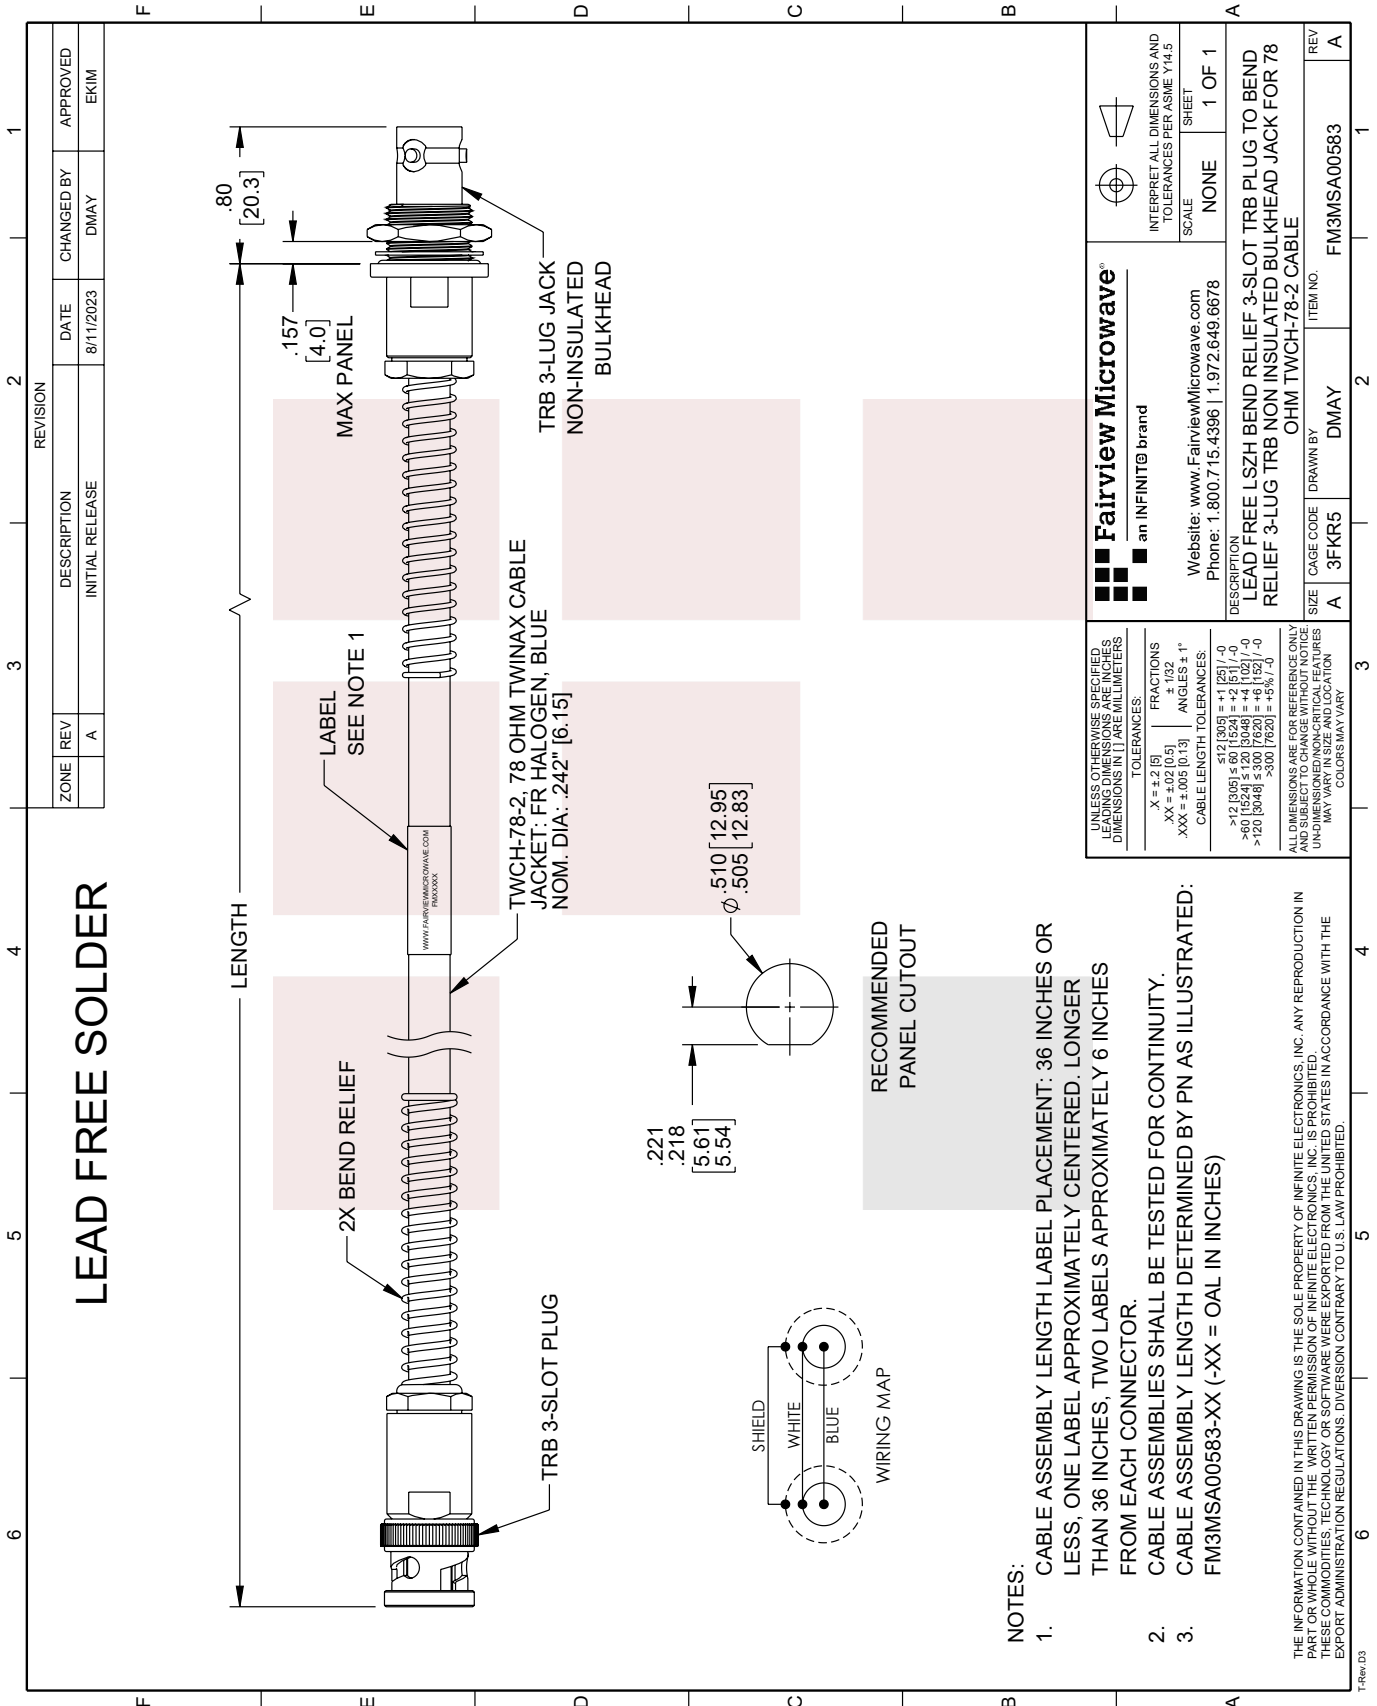 LEAD FREE SOLDER
REVISION
ZONE REV DESCRIPTION DATE CHANGED BY APPROVED
A INITIAL RELEASE 8/11/2023 DMAY EKIM
6 5 4 3 2 1
F
E
D
C
B
A
LENGTH
.80
[20.3]
.157
[4.0]
MAX PANEL
2X BEND RELIEF
LABEL
SEE NOTE 1
WWW.FAIRVIEWMICROWAVE.COM
FMXXXXX
TRB 3-SLOT PLUG
TWCH-78-2, 78 OHM TWINAX CABLE
JACKET: FR HALOGEN, BLUE
NOM. DIA: .242" [6.15]
TRB 3-LUG JACK
NON-INSULATED
BULKHEAD
.221
.218
[5.61]
[5.54]
Ø .510 [12.95]
.505 [12.83]
RECOMMENDED
PANEL CUTOUT
SHIELD
WHITE
BLUE
WIRING MAP
NOTES:
1. CABLE ASSEMBLY LENGTH LABEL PLACEMENT: 36 INCHES OR
LESS, ONE LABEL APPROXIMATELY CENTERED. LONGER
THAN 36 INCHES, TWO LABELS APPROXIMATELY 6 INCHES
FROM EACH CONNECTOR.
2. CABLE ASSEMBLIES SHALL BE TESTED FOR CONTINUITY.
3. CABLE ASSEMBLY LENGTH DETERMINED BY PN AS ILLUSTRATED:
FM3MSA00583-XX (-XX = OAL IN INCHES)
THE INFORMATION CONTAINED IN THIS DRAWING IS THE SOLE PROPERTY OF INFINITE ELECTRONICS, INC. ANY REPRODUCTION IN
PART OR WHOLE WITHOUT THE WRITTEN PERMISSION OF INFINITE ELECTRONICS, INC. IS PROHIBITED.
THESE COMMODITIES, TECHNOLOGY OR SOFTWARE WERE EXPORTED FROM THE UNITED STATES IN ACCORDANCE WITH THE
EXPORT ADMINISTRATION REGULATIONS. DIVERSION CONTRARY TO U.S. LAW PROHIBITED.
UNLESS OTHERWISE SPECIFIED
LEADING DIMENSIONS ARE INCHES
DIMENSIONS IN [ ] ARE MILLIMETERS
TOLERANCES:
.X = ±.2 [5] FRACTIONS
.XX = ±.02 [0.5] ± 1/32
.XXX = ±.005 [0.13] ANGLES ± 1°
CABLE LENGTH TOLERANCES:
≤12 [305] = +1 [25] / -0
>12 [305] ≤ 60 [1524] = +2 [51] / -0
>60 [1524] ≤ 120 [3048] = +4 [102] / -0
>120 [3048] ≤ 300 [7620] = +6 [152] / -0
>300 [7620] = +5% / -0
ALL DIMENSIONS ARE FOR REFERENCE ONLY
AND SUBJECT TO CHANGE WITHOUT NOTICE.
UN-DIMENSIONED/NON-CRITICAL FEATURES
MAY VARY IN SIZE AND LOCATION
COLORS MAY VARY
Fairview Microwave®
an INFINITE brand
Website: www.FairviewMicrowave.com
Phone: 1.800.715.4396 | 1.972.649.6678
INTERPRET ALL DIMENSIONS AND
TOLERANCES PER ASME Y14.5
SCALE
NONE
SHEET
1 OF 1
DESCRIPTION
LEAD FREE LSZH BEND RELIEF 3-SLOT TRB PLUG TO BEND
RELIEF 3-LUG TRB NON INSULATED BULKHEAD JACK FOR 78
OHM TWCH-78-2 CABLE
SIZE
A
CAGE CODE
3FKR5
DRAWN BY
DMAY
ITEM NO.
FM3MSA00583
REV
A
6 5 4 3 2 1
F
E
D
C
B
A
T-Rev.D3